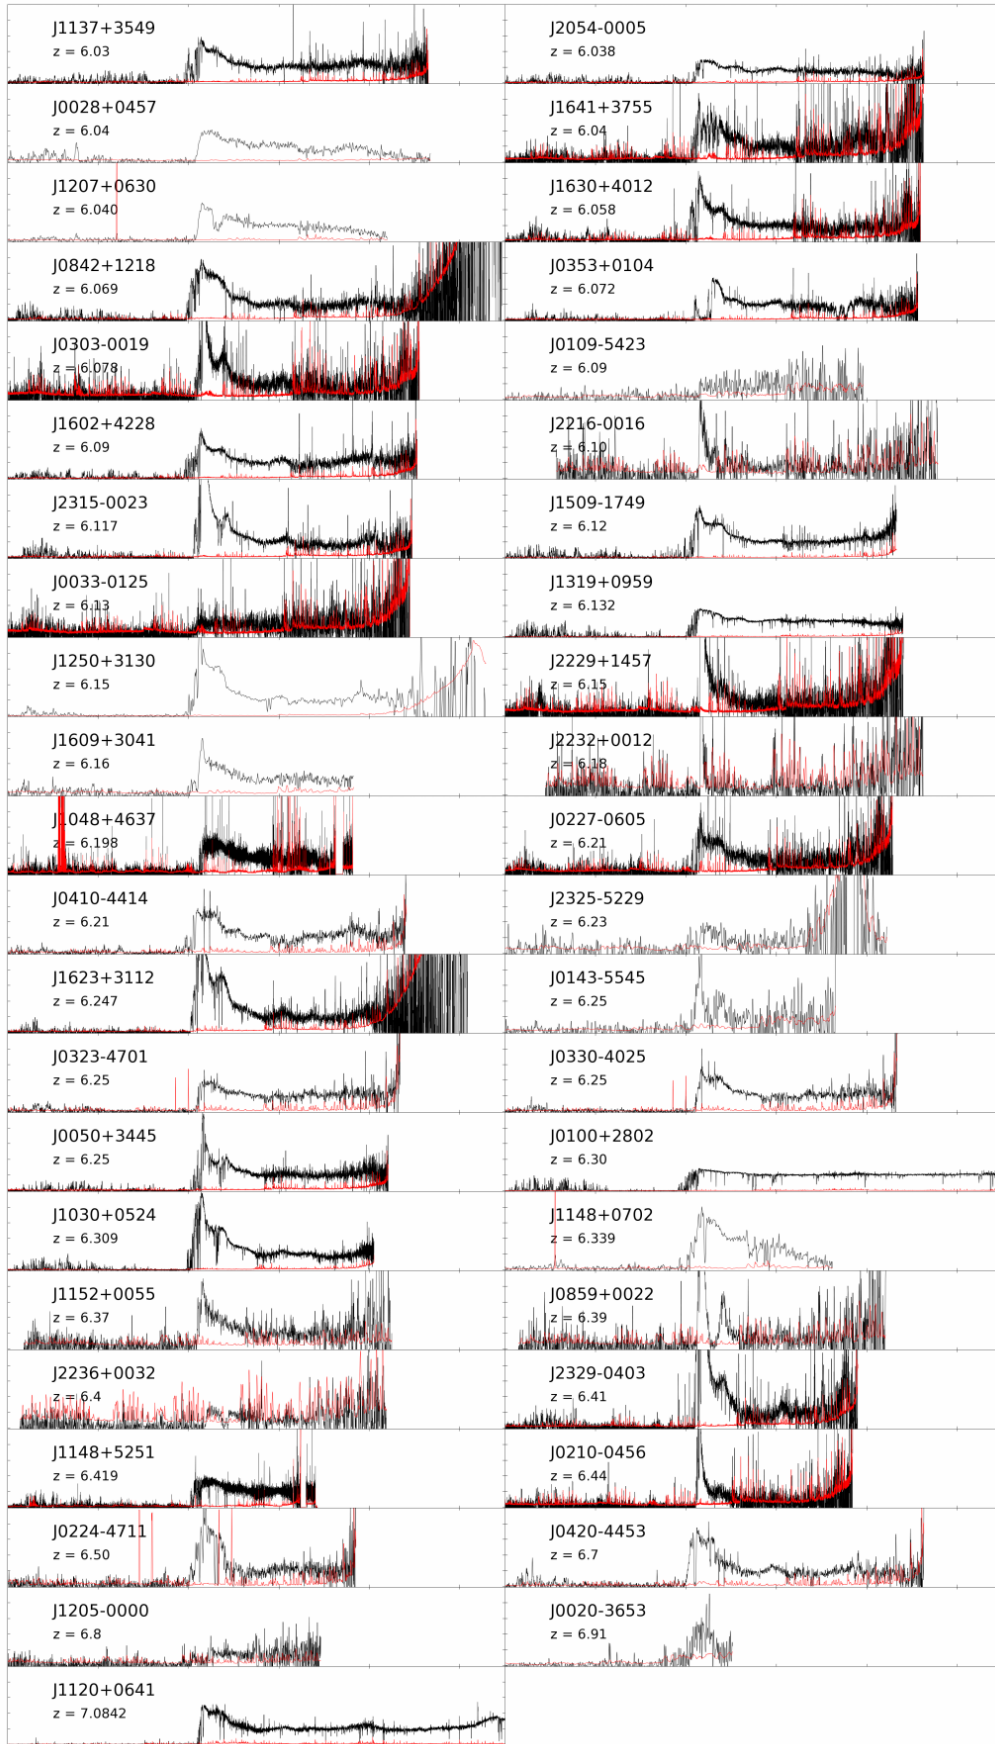 J1137+3549
z = 6.03
J2054-0005
z = 6.038
J0028+0457
z = 6.04
J1641+3755
z = 6.04
J1207+0630
z = 6.040
J1630+4012
z = 6.058
J0842+1218
z = 6.069
J0353+0104
z = 6.072
J0303-0019
z = 6.078
J0109-5423
z = 6.09
J1602+4228
z = 6.09
J2216-0016
z = 6.10
J2315-0023
z = 6.117
J1509-1749
z = 6.12
J0033-0125
z = 6.13
J1319+0959
z = 6.132
J1250+3130
z = 6.15
J2229+1457
z = 6.15
J1609+3041
z = 6.16
J2232+0012
z = 6.18
J1048+4637
z = 6.198
J0227-0605
z = 6.21
J0410-4414
z = 6.21
J2325-5229
z = 6.23
J1623+3112
z = 6.247
J0143-5545
z = 6.25
J0323-4701
z = 6.25
J0330-4025
z = 6.25
J0050+3445
z = 6.25
J0100+2802
z = 6.30
J1030+0524
z = 6.309
J1148+0702
z = 6.339
J1152+0055
z = 6.37
J0859+0022
z = 6.39
J2236+0032
z = 6.4
J2329-0403
z = 6.41
J1148+5251
z = 6.419
J0210-0456
z = 6.44
J0224-4711
z = 6.50
J0420-4453
z = 6.7
J1205-0000
z = 6.8
J0020-3653
z = 6.91
J1120+0641
z = 7.0842